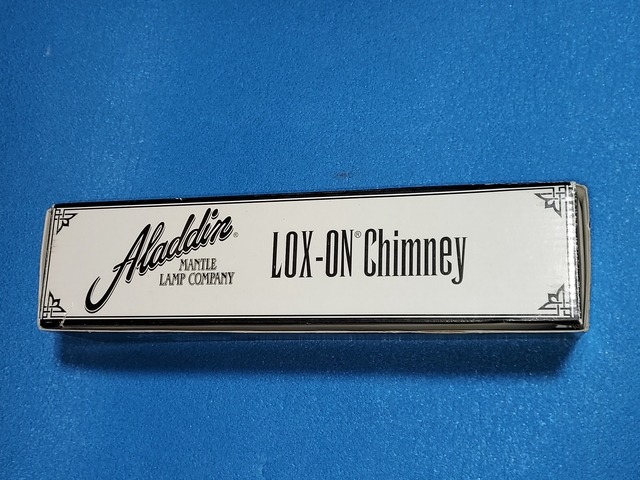 Aladdin®
MANTLE
LAMP COMPANY
LOX-ON® Chimney